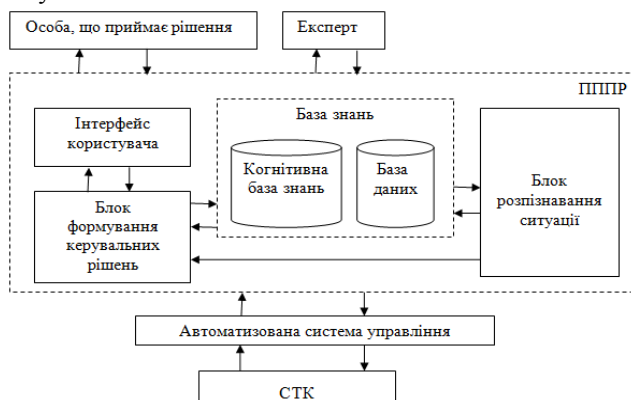 Особа, що приймає рішення
Експерт
ПППР
База знань
Інтерфейс
користувача
Когнітивна
база знань
База
даних
Блок
розпізнавання
ситуації
Блок
формування
керувальних
рішень
Автоматизована система управління
СТК